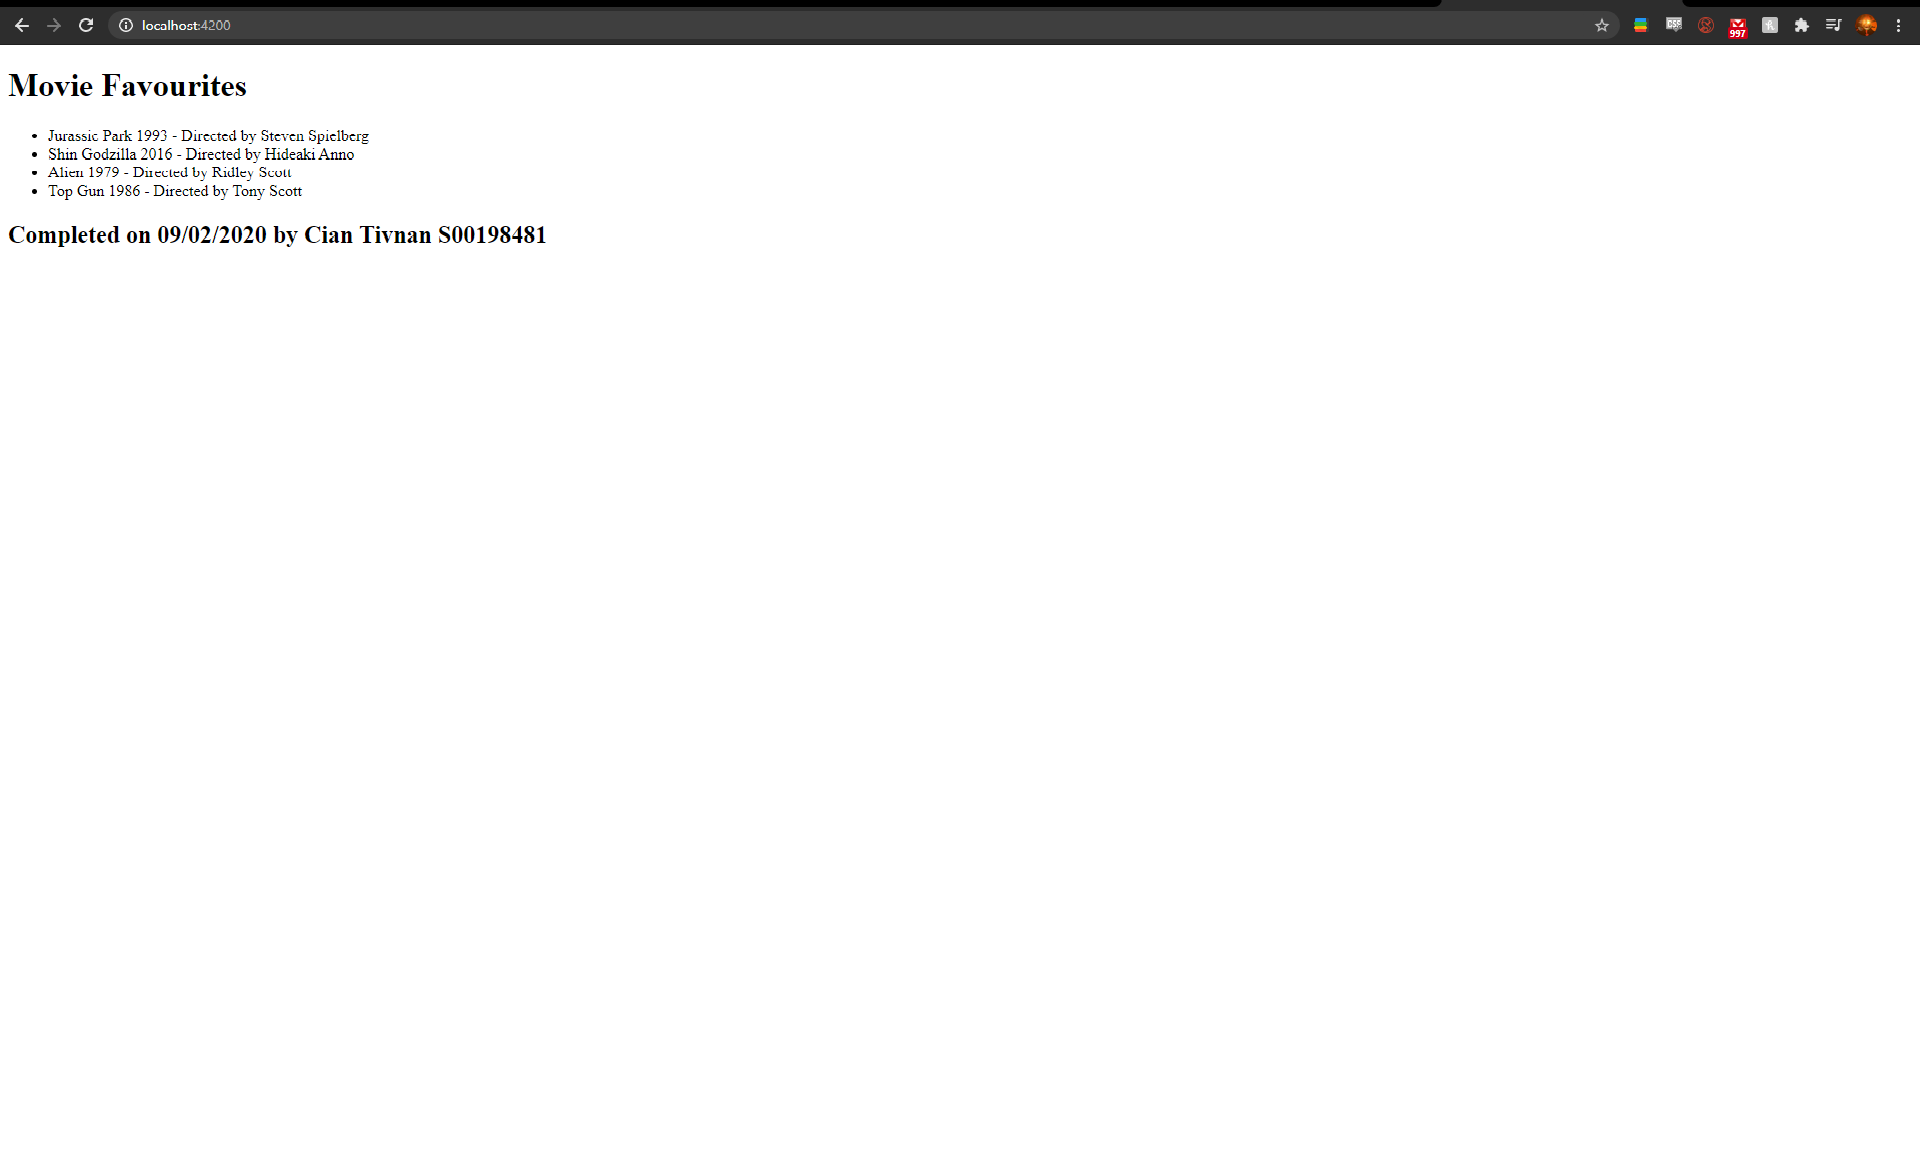 localhost:4200
CSS
997
Movie Favourites
Jurassic Park 1993 - Directed by Steven Spielberg
Shin Godzilla 2016 - Directed by Hideaki Anno
Alien 1979 - Directed by Ridley Scott
Top Gun 1986 - Directed by Tony Scott
Completed on 09/02/2020 by Cian Tivnan S00198481